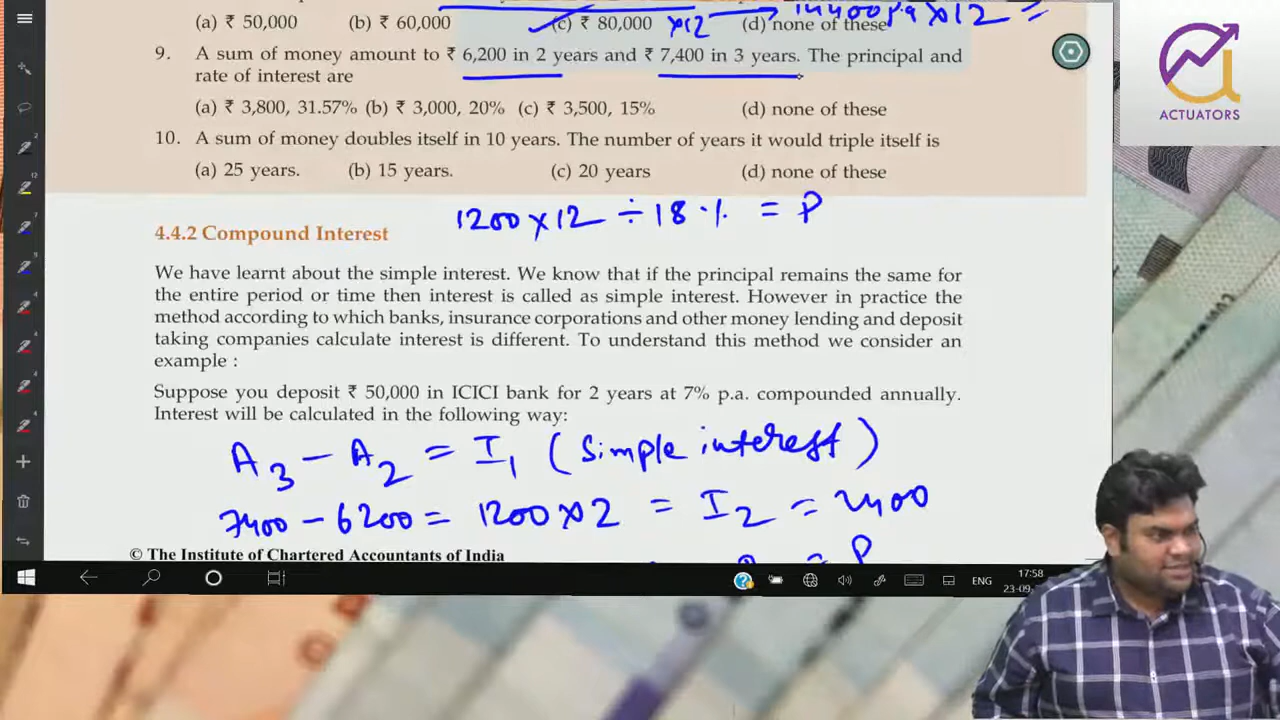 (a) ₹ 50,000 (b) ₹ 60,000 (c) ₹ 80,000 ×12 (d) none of these
14400 pa ×12 =
9. A sum of money amount to ₹ 6,200 in 2 years and ₹ 7,400 in 3 years. The principal and
rate of interest are
(a) ₹ 3,800, 31.57% (b) ₹ 3,000, 20% (c) ₹ 3,500, 15% (d) none of these
10. A sum of money doubles itself in 10 years. The number of years it would triple itself is
(a) 25 years. (b) 15 years. (c) 20 years (d) none of these
1200 × 12 ÷ 18 % = P
4.4.2 Compound Interest
We have learnt about the simple interest. We know that if the principal remains the same for
the entire period or time then interest is called as simple interest. However in practice the
method according to which banks, insurance corporations and other money lending and deposit
taking companies calculate interest is different. To understand this method we consider an
example :
Suppose you deposit ₹ 50,000 in ICICI bank for 2 years at 7% p.a. compounded annually.
Interest will be calculated in the following way:
A3 - A2 = I1 (Simple interest)
7400 - 6200 = 1200 × 2 = I2 = 2400
= P
© The Institute of Chartered Accountants of India
ENG
17:58
23-09-
ACTUATORS